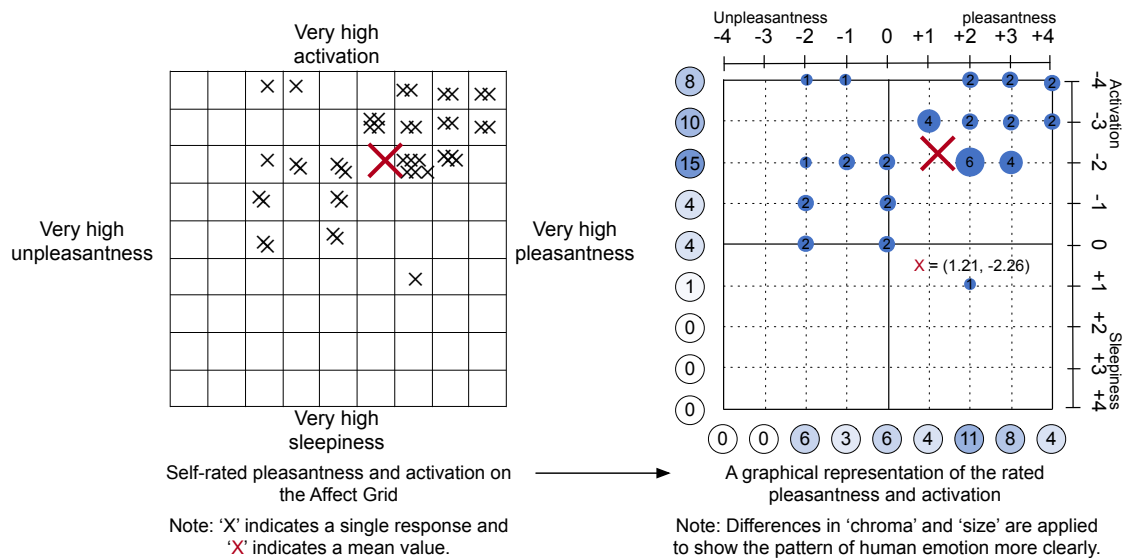 Very high
activation
Very high
unpleasantness
Very high
pleasantness
Very high
sleepiness
Self-rated pleasantness and activation on
the Affect Grid
Note: ‘X’ indicates a single response and
‘X’ indicates a mean value.
Unpleasantness pleasantness
-4 -3 -2 -1 0 +1 +2 +3 +4
8 1 1 2 2 2 -4
10 4 2 2 2 -3
15 1 2 2 6 4 -2
4 2 2 -1
4 2 2 0
X = (1.21, -2.26)
1 1 +1
0 +2
0 +3
0 +4
Activation
Sleepiness
0 0 6 3 6 4 11 8 4
A graphical representation of the rated
pleasantness and activation
Note: Differences in ‘chroma’ and ‘size’ are applied
to show the pattern of human emotion more clearly.